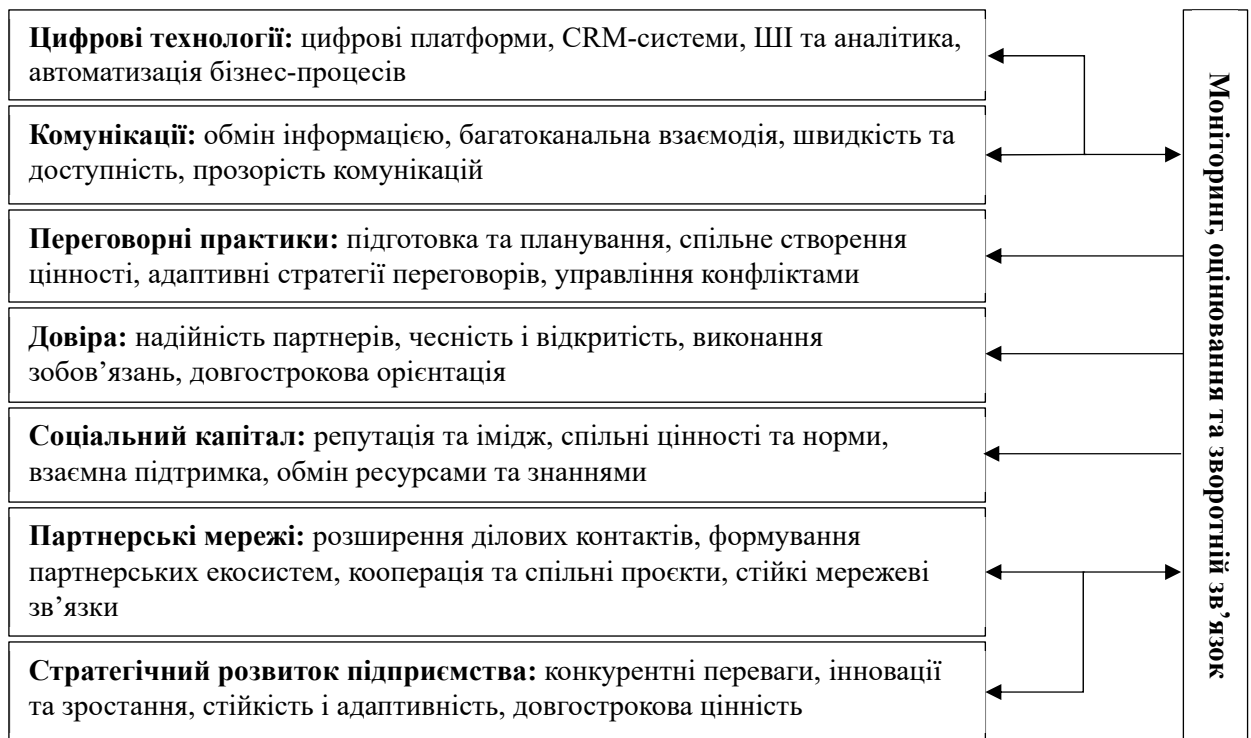 Цифрові технології: цифрові платформи, CRM-системи, ШІ та аналітика,
автоматизація бізнес-процесів
Комунікації: обмін інформацією, багатоканальна взаємодія, швидкість та
доступність, прозорість комунікацій
Переговорні практики: підготовка та планування, спільне створення
цінності, адаптивні стратегії переговорів, управління конфліктами
Довіра: надійність партнерів, чесність і відкритість, виконання
зобов’язань, довгострокова орієнтація
Соціальний капітал: репутація та імідж, спільні цінності та норми,
взаємна підтримка, обмін ресурсами та знаннями
Партнерські мережі: розширення ділових контактів, формування
партнерських екосистем, кооперація та спільні проєкти, стійкі мережеві
зв’язки
Стратегічний розвиток підприємства: конкурентні переваги, інновації
та зростання, стійкість і адаптивність, довгострокова цінність
Моніторинг, оцінювання та зворотній зв’язок